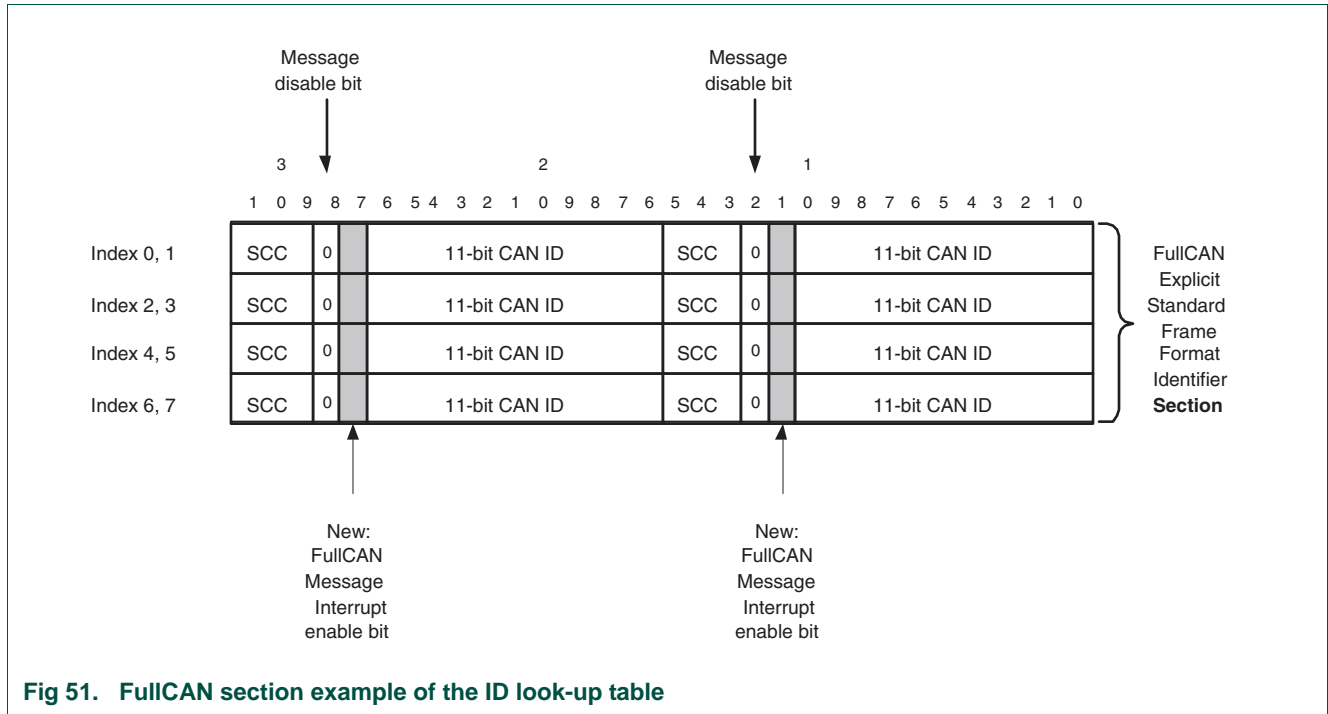 Message
disable bit
Message
disable bit
3 2 1
1 0 9 8 7 6 5 4 3 2 1 0 9 8 7 6 5 4 3 2 1 0 9 8 7 6 5 4 3 2 1 0
Index 0, 1 SCC 0 11-bit CAN ID SCC 0 11-bit CAN ID
Index 2, 3 SCC 0 11-bit CAN ID SCC 0 11-bit CAN ID
Index 4, 5 SCC 0 11-bit CAN ID SCC 0 11-bit CAN ID
Index 6, 7 SCC 0 11-bit CAN ID SCC 0 11-bit CAN ID
FullCAN
Explicit
Standard
Frame
Format
Identifier
Section
New:
FullCAN
Message
Interrupt
enable bit
New:
FullCAN
Message
Interrupt
enable bit
Fig 51. FullCAN section example of the ID look-up table